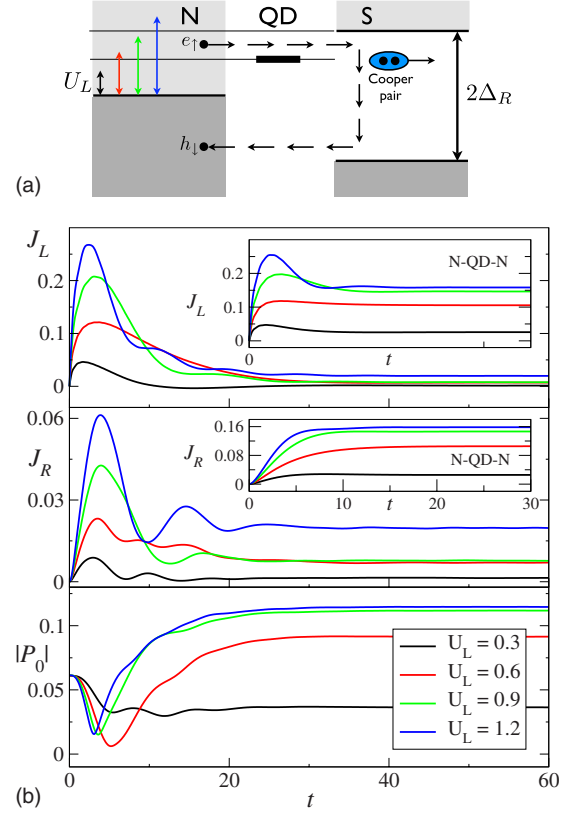 N QD S
e↑
U_L
Cooper
pair
2Δ_R
h↓
(a)
J_L
0.2
0.1
0
N-QD-N
J_L
0.2
0.1
0
0 t
J_R
0.06
0.03
0
N-QD-N
J_R
0.16
0.08
0
0 10 t 20 30
|P_0|
0.1
0.05
0
U_L = 0.3
U_L = 0.6
U_L = 0.9
U_L = 1.2
0 20 40 60
(b) t